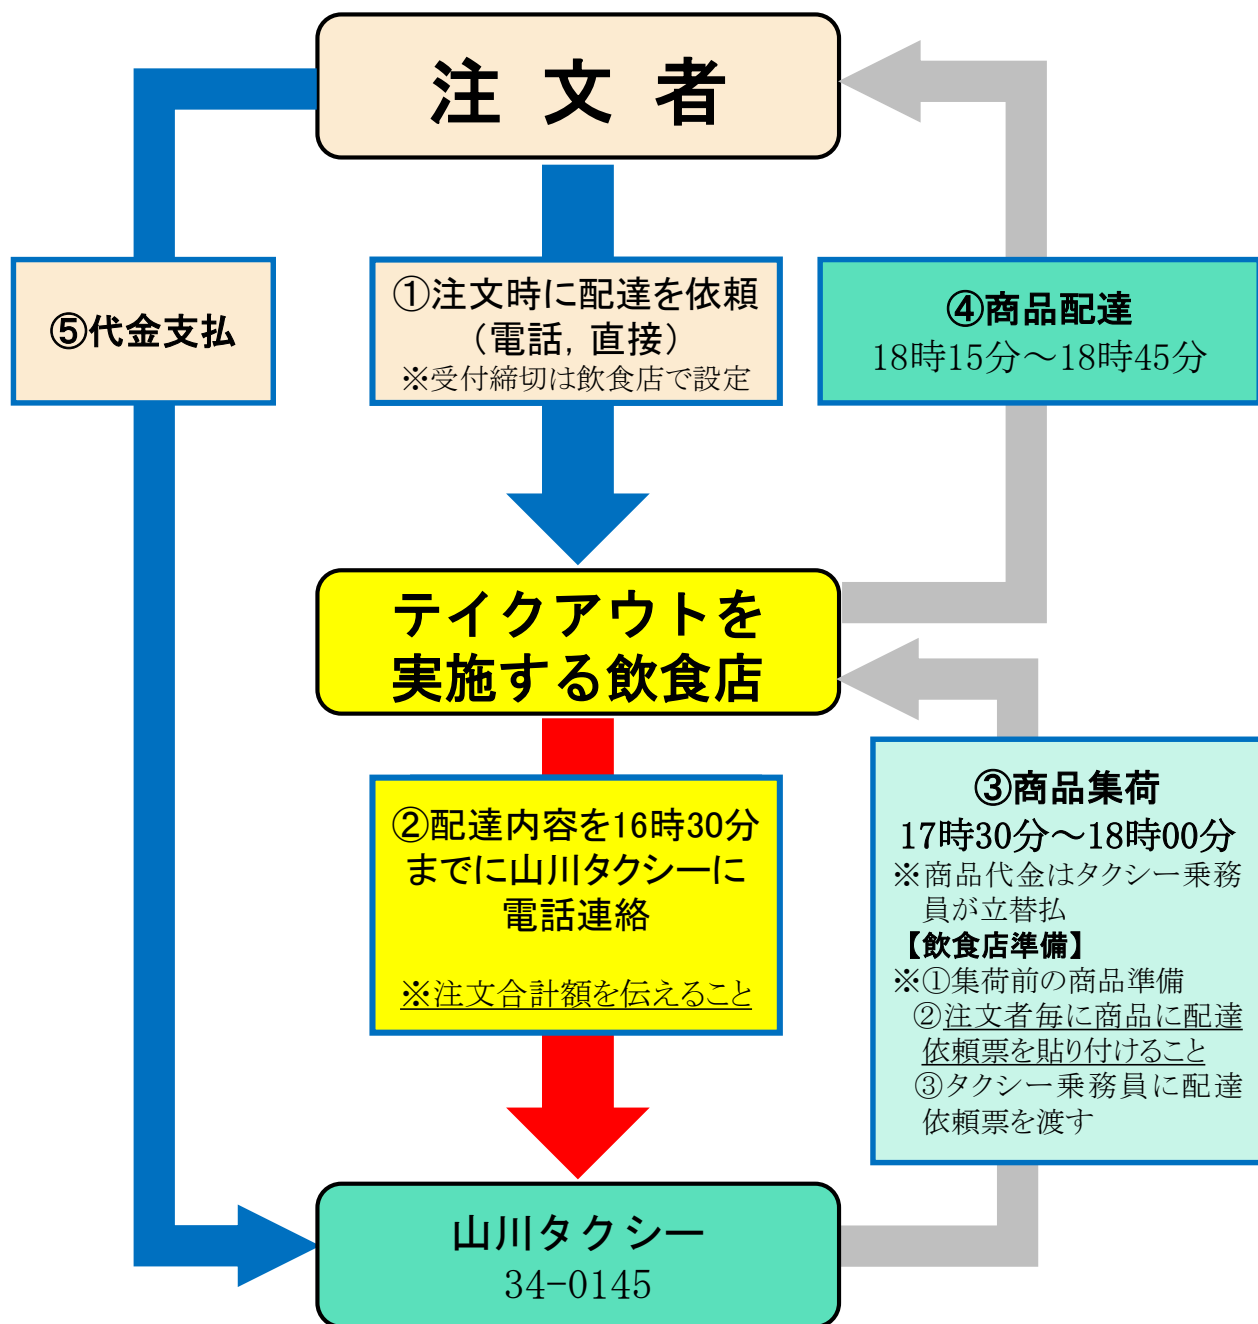 注 文 者
①注文時に配達を依頼
（電話，直接）
※受付締切は飲食店で設定
⑤代金支払
④商品配達
18時15分～18時45分
テイクアウトを
実施する飲食店
②配達内容を16時30分
までに山川タクシーに
電話連絡
※注文合計額を伝えること
③商品集荷
17時30分～18時00分
※商品代金はタクシー乗務
員が立替払
【飲食店準備】
※①集荷前の商品準備
②注文者毎に商品に配達
依頼票を貼り付けること
③タクシー乗務員に配達
依頼票を渡す
山川タクシー
34-0145